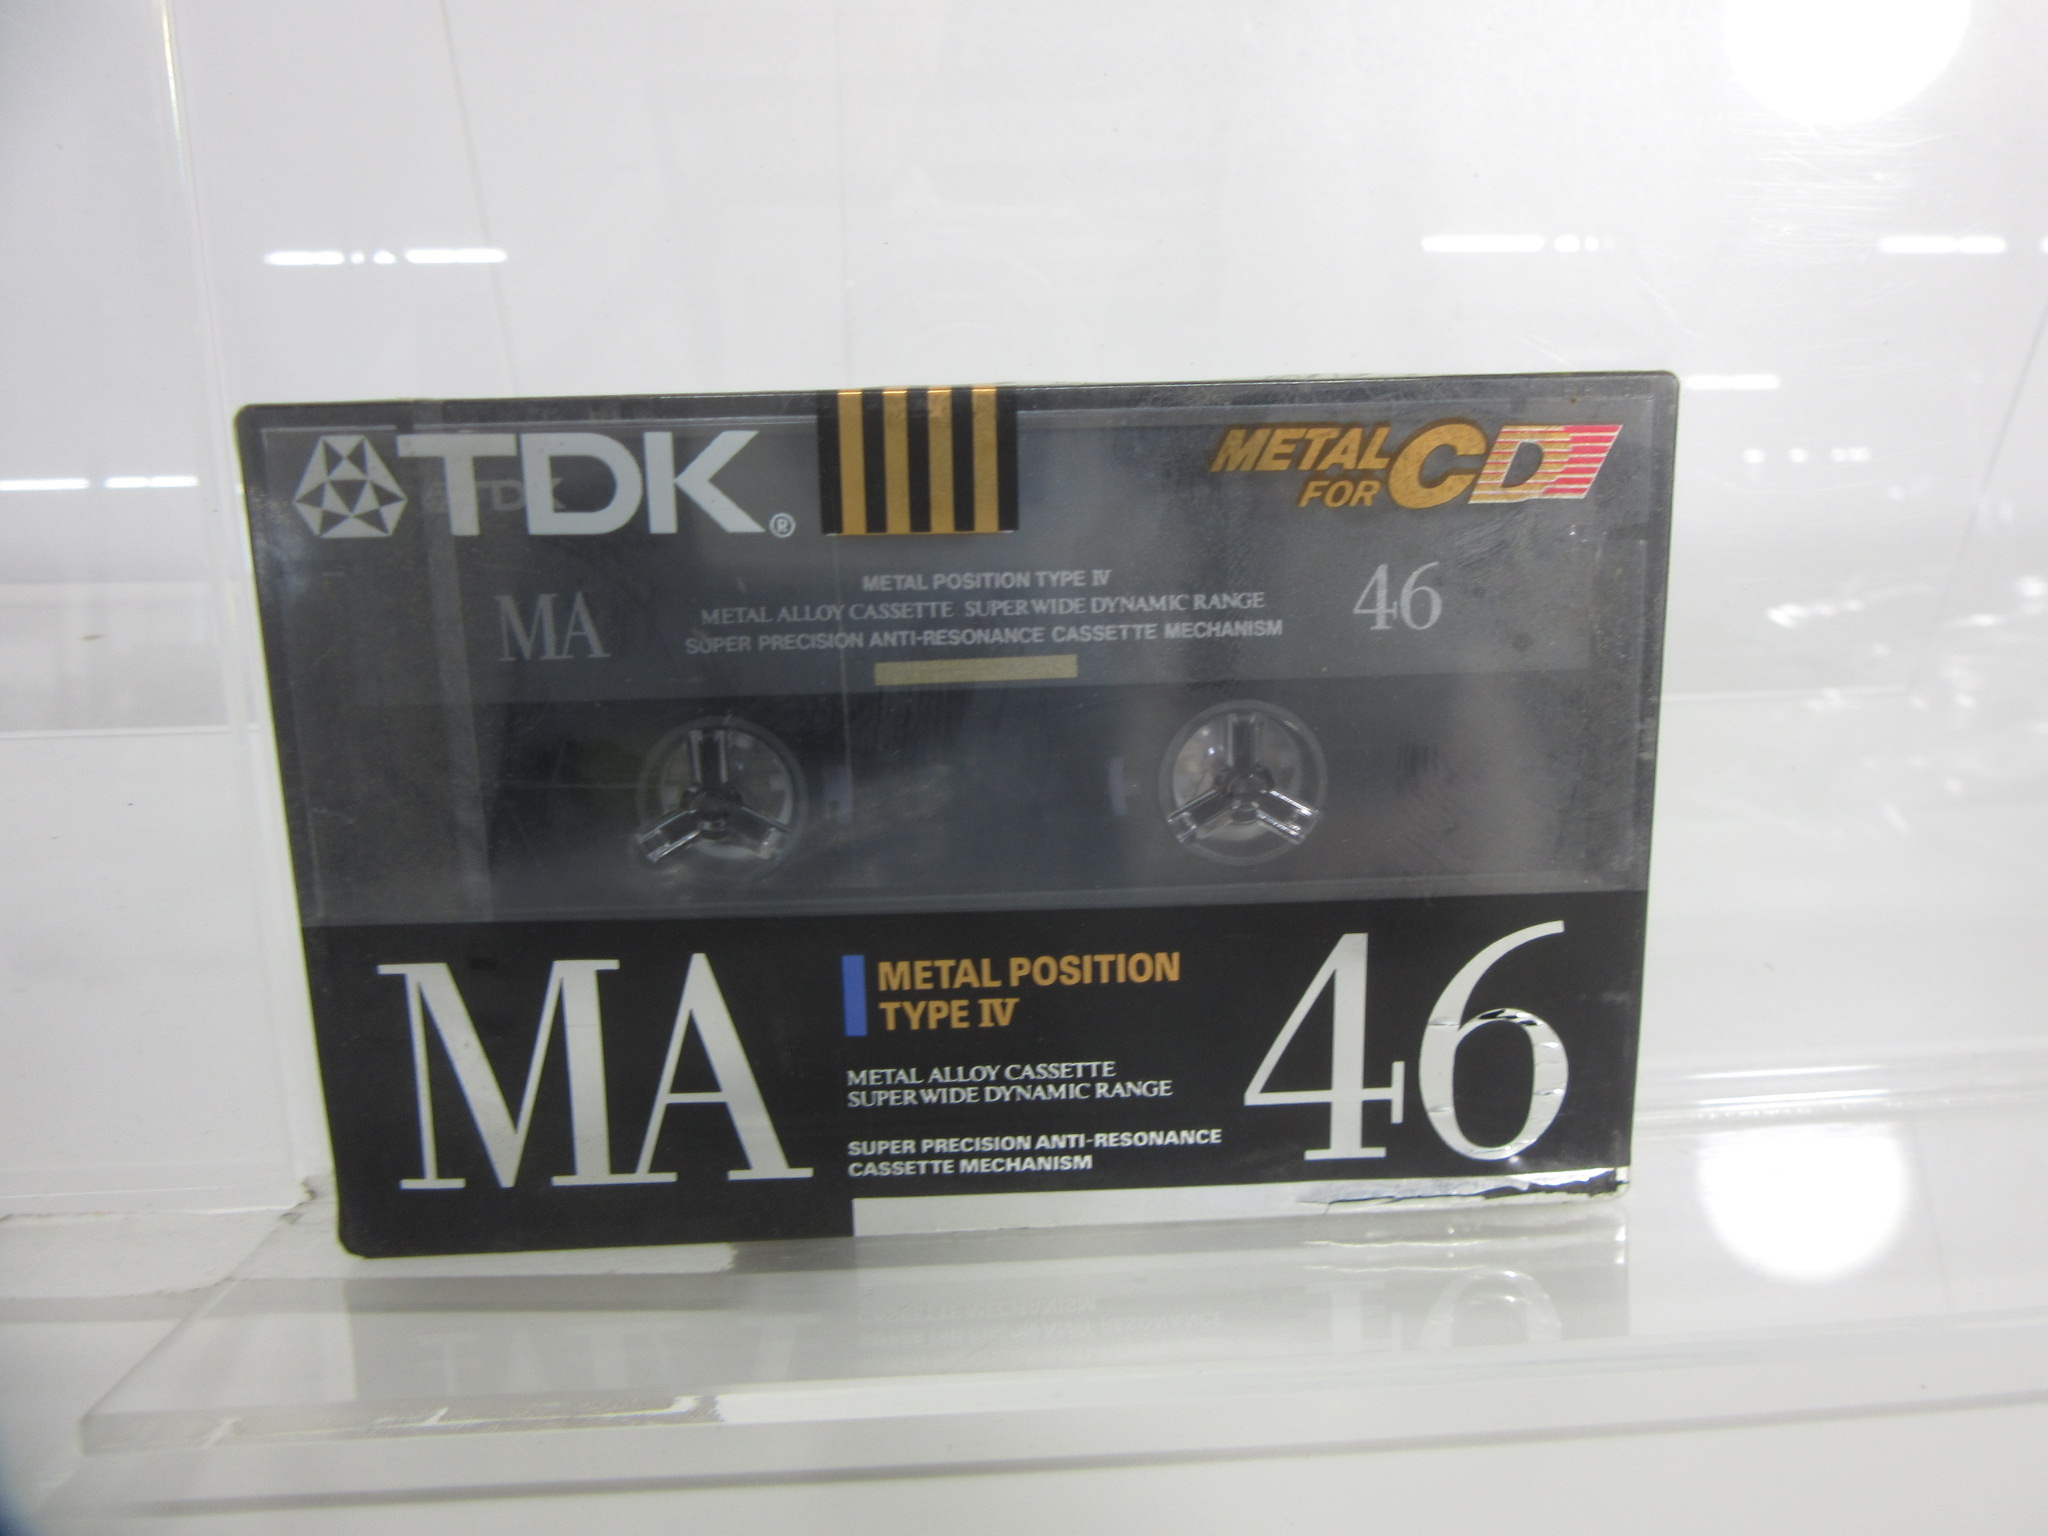 TDK®
METAL FOR CD
TDK
METAL POSITION TYPE IV
MA METAL ALLOY CASSETTE SUPER WIDE DYNAMIC RANGE 46
SUPER PRECISION ANTI-RESONANCE CASSETTE MECHANISM
MA
METAL POSITION
TYPE IV
METAL ALLOY CASSETTE
SUPER WIDE DYNAMIC RANGE
SUPER PRECISION ANTI-RESONANCE
CASSETTE MECHANISM
46